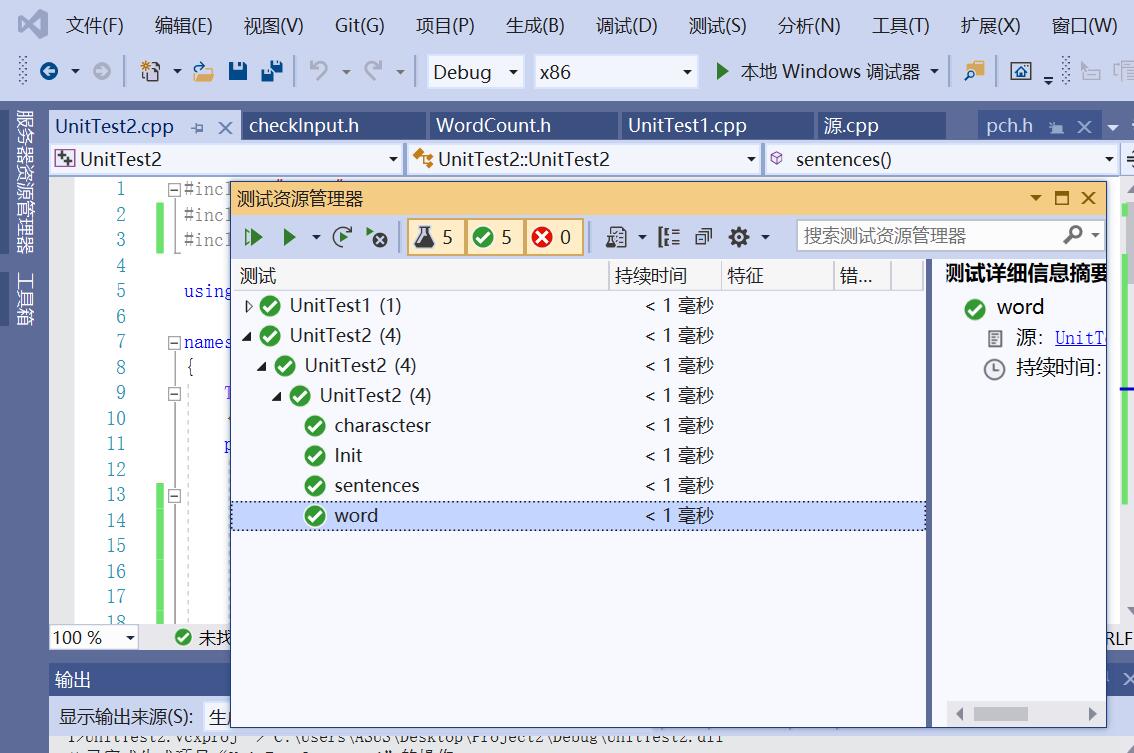 文件(F) 编辑(E) 视图(V) Git(G) 项目(P) 生成(B) 调试(D) 测试(S) 分析(N) 工具(T) 扩展(X) 窗口(W)
Debug x86 本地 Windows 调试器
服务器资源管理器
工具箱
UnitTest2.cpp checkInput.h WordCount.h UnitTest1.cpp 源.cpp pch.h
UnitTest2 UnitTest2::UnitTest2 sentences()
1 #incl
2 #incl
3 #incl
4
5 using
6
7 names
8 {
9 T
10
11 p
12
13
14
15
16
17
18
测试资源管理器
5 5 0 搜索测试资源管理器
测试 持续时间 特征 错...
UnitTest1 (1) < 1 毫秒
UnitTest2 (4) < 1 毫秒
UnitTest2 (4) < 1 毫秒
UnitTest2 (4) < 1 毫秒
charasctesr < 1 毫秒
Init < 1 毫秒
sentences < 1 毫秒
word < 1 毫秒
测试详细信息摘要
word
源: UnitT
持续时间:
100 % 未找 RLF
输出
显示输出来源(S): 生
1>UnitTest2.vcxproj -> C:\Users\ASUS\Desktop\Project2\Debug\UnitTest2.dll